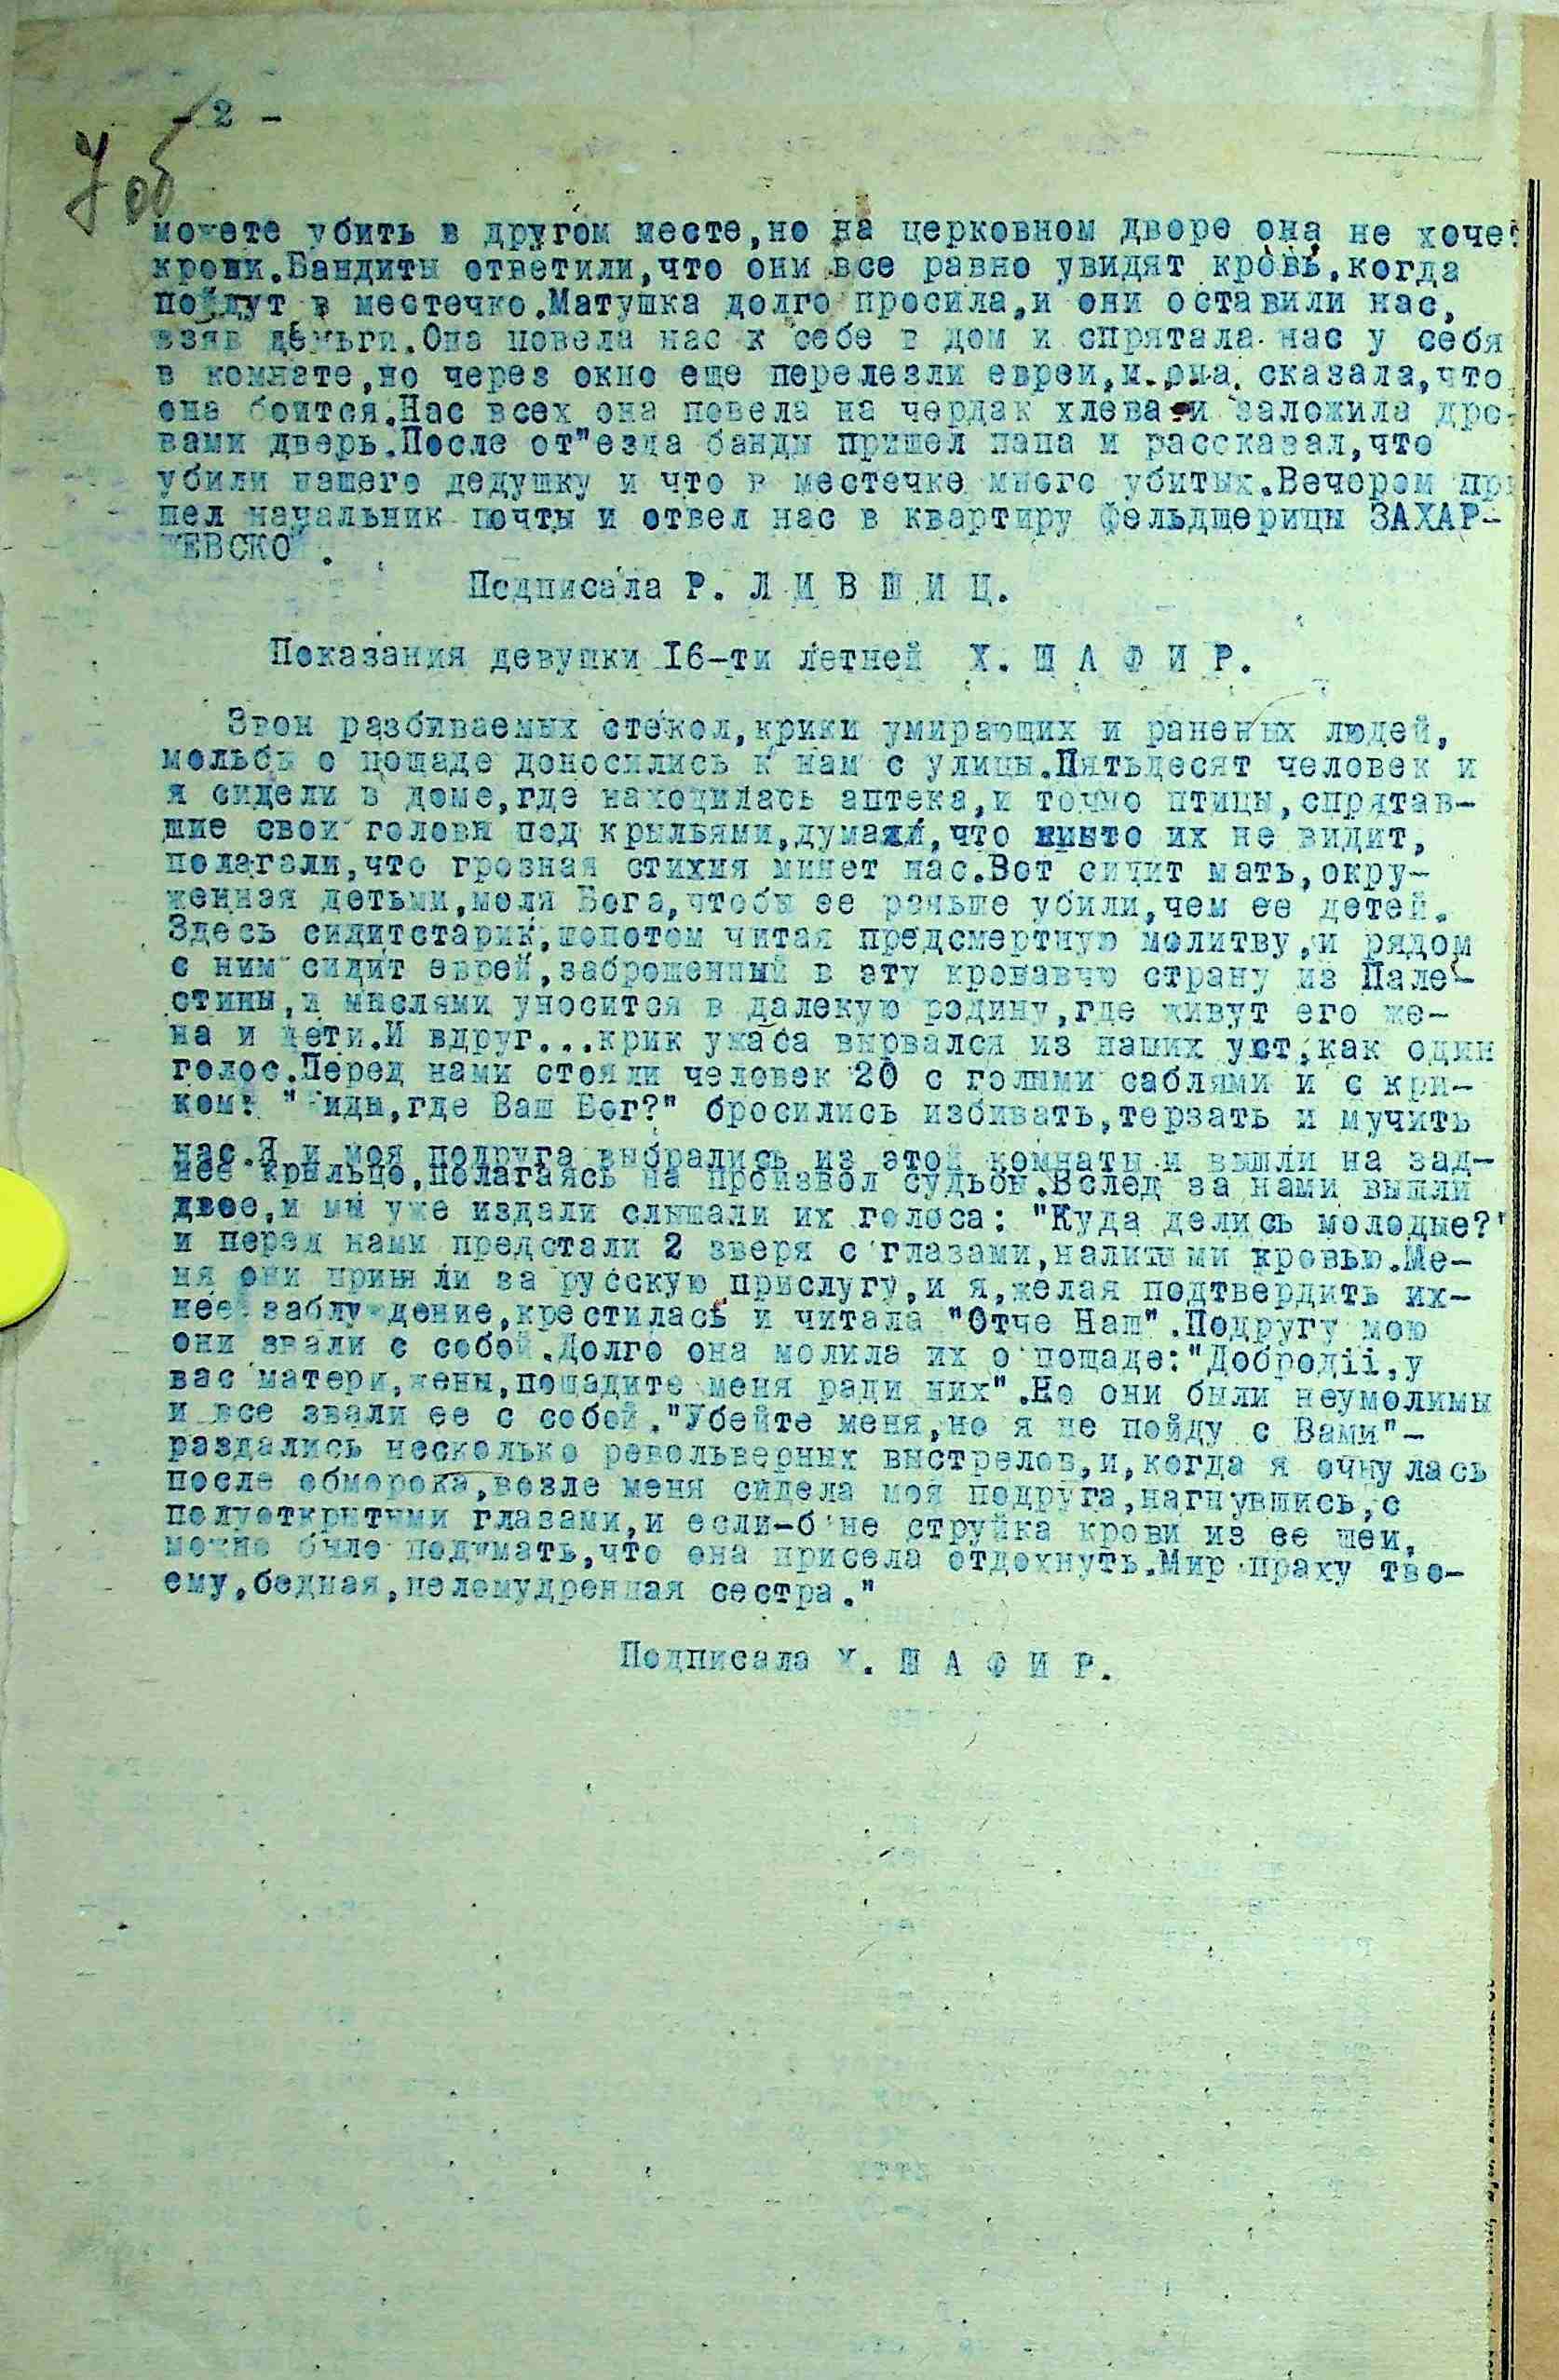 - 2 -
7 об
можете убить в другом месте,но на церковном дворе она не хочет
крови.Бандиты ответили,что они все равно увидят кровь,когда
пойдут в местечко.Матушка долго просила,и они оставили нас,
взяв деньги.Она повела нас к себе в дом и спрятала нас у себя
в комнате,но через окно еще перелезли евреи,и она сказала,что
она боится.Нас всех она повела на чердак хлева и заложила дро-
вами дверь.После от"езда банды пришел папа и рассказал,что
убили нашего дедушку и что в местечке много убитых.Вечором при
шел начальник почты и отвел нас в квартиру фельдшерицы ЗАХАР-
ЖЕВСКОЙ.
Подписала Р. Л И В Ш И Ц.
Показания девушки 16-ти летней Х. Ш А Ф И Р.
Звон разбиваемых стекол,крики умирающих и раненых людей,
мольбы о пощаде доносились к нам с улицы.Пятьдесят человек и
я сидели в доме,где находилась аптека,и точно птицы,спрятав-
шие свои головы под крыльями,думали,что никто их не видит,
полагали,что грозная стихия минет нас.Вот сидит мать,окру-
женная детьми,моля Бога,чтобы ее раньше убили,чем ее детей.
Здесь сидитстарик,шопотом читая предсмертную молитву,и рядом
с ним сидит еврей,заброшенный в эту кровавую страну из Пале-
стины,и мыслями уносится в далекую родину,где живут его же-
на и дети.И вдруг...крик ужаса вырвался из наших уст,как один
голос.Перед нами стояли человек 20 с голыми саблями и с кри-
ком: "Жиды,где Ваш Бог?" бросились избивать,терзать и мучить
нас.Я и моя подруга выбрались из этой комнаты и вышли на зад-
нее крыльцо,полагаясь на произвол судьбы.Вслед за нами вышли
двое,и мы уже издали слышали их голоса: "Куда делись молодые?"
и перед нами предстали 2 зверя с глазами,налитыми кровью.Ме-
ня они приняли за русскую прислугу,и я,желая подтвердить их-
нее заблуждение,крестилась и читала "Отче Наш".Подругу мою
они звали с собой.Долго она молила их о пощаде:"Добродіі,у
вас матери,жены,пощадите меня ради них".Но они были неумолимы
и все звали ее с собой."Убейте меня,но я не пойду с Вами"-
раздались несколько револьверных выстрелов,и,когда я очнулась
после обморока,возле меня сидела моя подруга,нагнувшись,с
полуоткрытыми глазами,и если-б не струйка крови из ее шеи,
можно было подумать,что она присела отдохнуть.Мир праху тво-
ему,бедная,целомудренная сестра."
Подписала Х. Ш А Ф И Р.